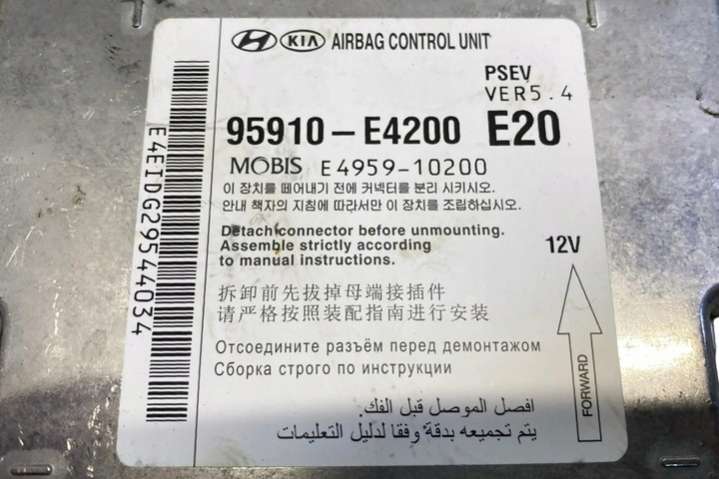 HYUNDAI KIA AIRBAG CONTROL UNIT
PSEV
VER5.4
95910-E4200 E20
MOBIS E4959-10200
이 장치를 떼어내기 전에 커넥터를 분리 시키시오.
안내 책자의 지침에 따라서만 이 장치를 조립하십시오.
Detach connector before unmounting.
Assemble strictly according
to manual instructions.
12V
拆卸前先拔掉母端接插件
请严格按照装配指南进行安装
Отсоедините разъём перед демонтажом
Сборка строго по инструкции
افصل الموصل قبل الفك.
يتم تجميعه بدقة وفقا لدليل التعليمات
FORWARD
E4EIDG29544034